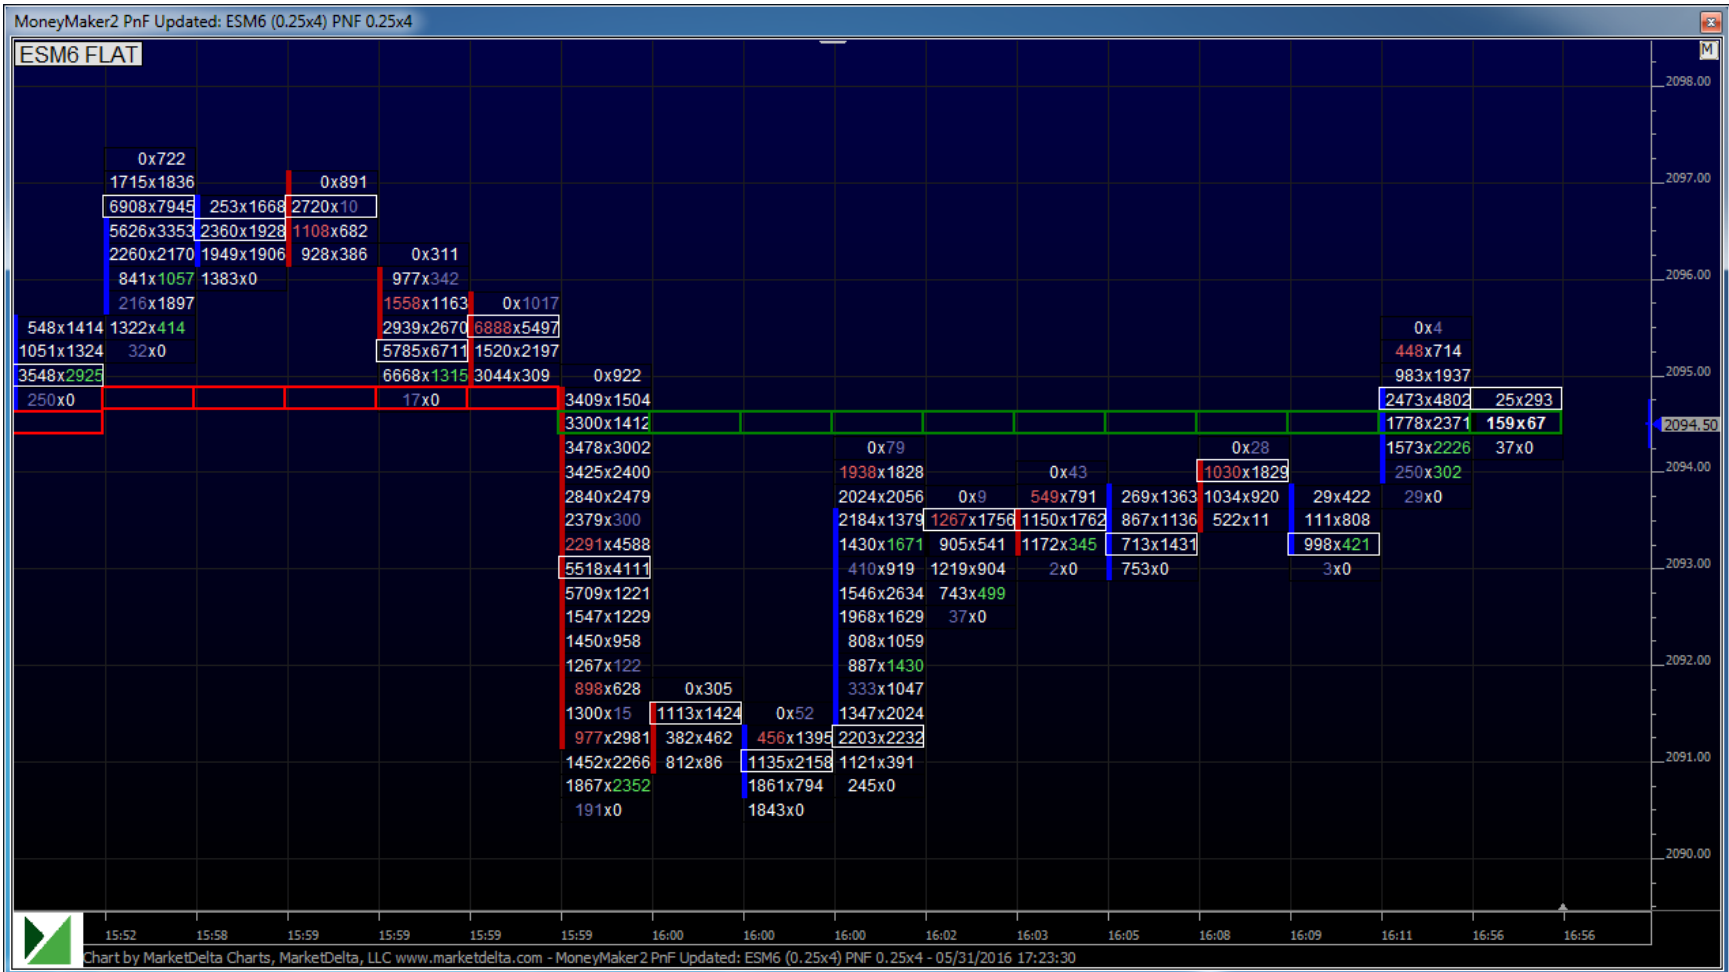 MoneyMaker2 PnF Updated: ESM6 (0.25x4) PNF 0.25x4
ESM6 FLAT
M
2098.00
0x722
1715x1836 0x891 2097.00
6908x7945 253x1668 2720x10
5626x3353 2360x1928 1108x682
2260x2170 1949x1906 928x386 0x311
841x1057 1383x0 977x342 2096.00
216x1897 1558x1163 0x1017
548x1414 1322x414 2939x2670 6888x5497 0x4
1051x1324 32x0 5785x6711 1520x2197 448x714
3548x2925 6668x1315 3044x309 0x922 983x1937 2095.00
250x0 17x0 3409x1504 2473x4802 25x293
3300x1412 1778x2371 159x67 2094.50
3478x3002 0x79 0x28 1573x2226 37x0
3425x2400 1938x1828 0x43 1030x1829 250x302 2094.00
2840x2479 2024x2056 0x9 549x791 269x1363 1034x920 29x422 29x0
2379x300 2184x1379 1267x1756 1150x1762 867x1136 522x11 111x808
2291x4588 1430x1671 905x541 1172x345 713x1431 998x421
5518x4111 410x919 1219x904 2x0 753x0 3x0 2093.00
5709x1221 1546x2634 743x499
1547x1229 1968x1629 37x0
1450x958 808x1059
1267x122 887x1430 2092.00
898x628 0x305 333x1047
1300x15 1113x1424 0x52 1347x2024
977x2981 382x462 456x1395 2203x2232
1452x2266 812x86 1135x2158 1121x391 2091.00
1867x2352 1861x794 245x0
191x0 1843x0
2090.00
15:52 15:58 15:59 15:59 15:59 15:59 16:00 16:00 16:00 16:02 16:03 16:05 16:08 16:09 16:11 16:56 16:56
Chart by MarketDelta Charts, MarketDelta, LLC www.marketdelta.com - MoneyMaker2 PnF Updated: ESM6 (0.25x4) PNF 0.25x4 - 05/31/2016 17:23:30